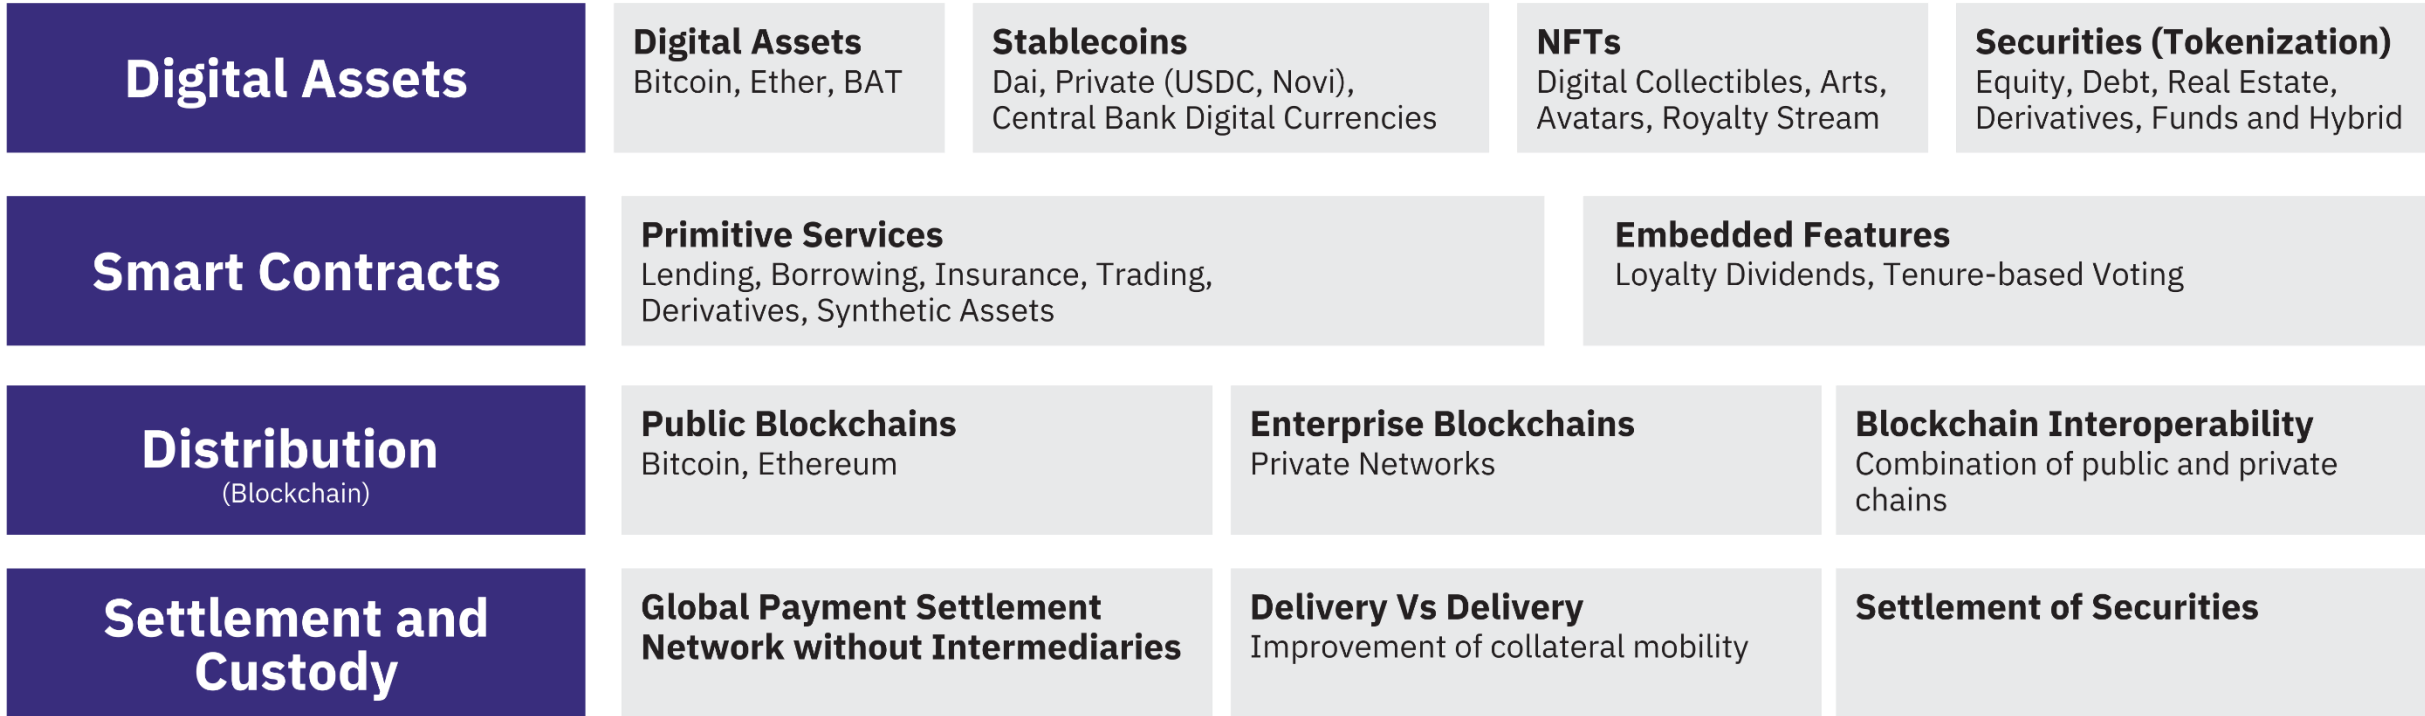 Digital Assets
Digital Assets
Bitcoin, Ether, BAT
Stablecoins
Dai, Private (USDC, Novi),
Central Bank Digital Currencies
NFTs
Digital Collectibles, Arts,
Avatars, Royalty Stream
Securities (Tokenization)
Equity, Debt, Real Estate,
Derivatives, Funds and Hybrid
Smart Contracts
Primitive Services
Lending, Borrowing, Insurance, Trading,
Derivatives, Synthetic Assets
Embedded Features
Loyalty Dividends, Tenure-based Voting
Distribution
(Blockchain)
Public Blockchains
Bitcoin, Ethereum
Enterprise Blockchains
Private Networks
Blockchain Interoperability
Combination of public and private
chains
Settlement and
Custody
Global Payment Settlement
Network without Intermediaries
Delivery Vs Delivery
Improvement of collateral mobility
Settlement of Securities